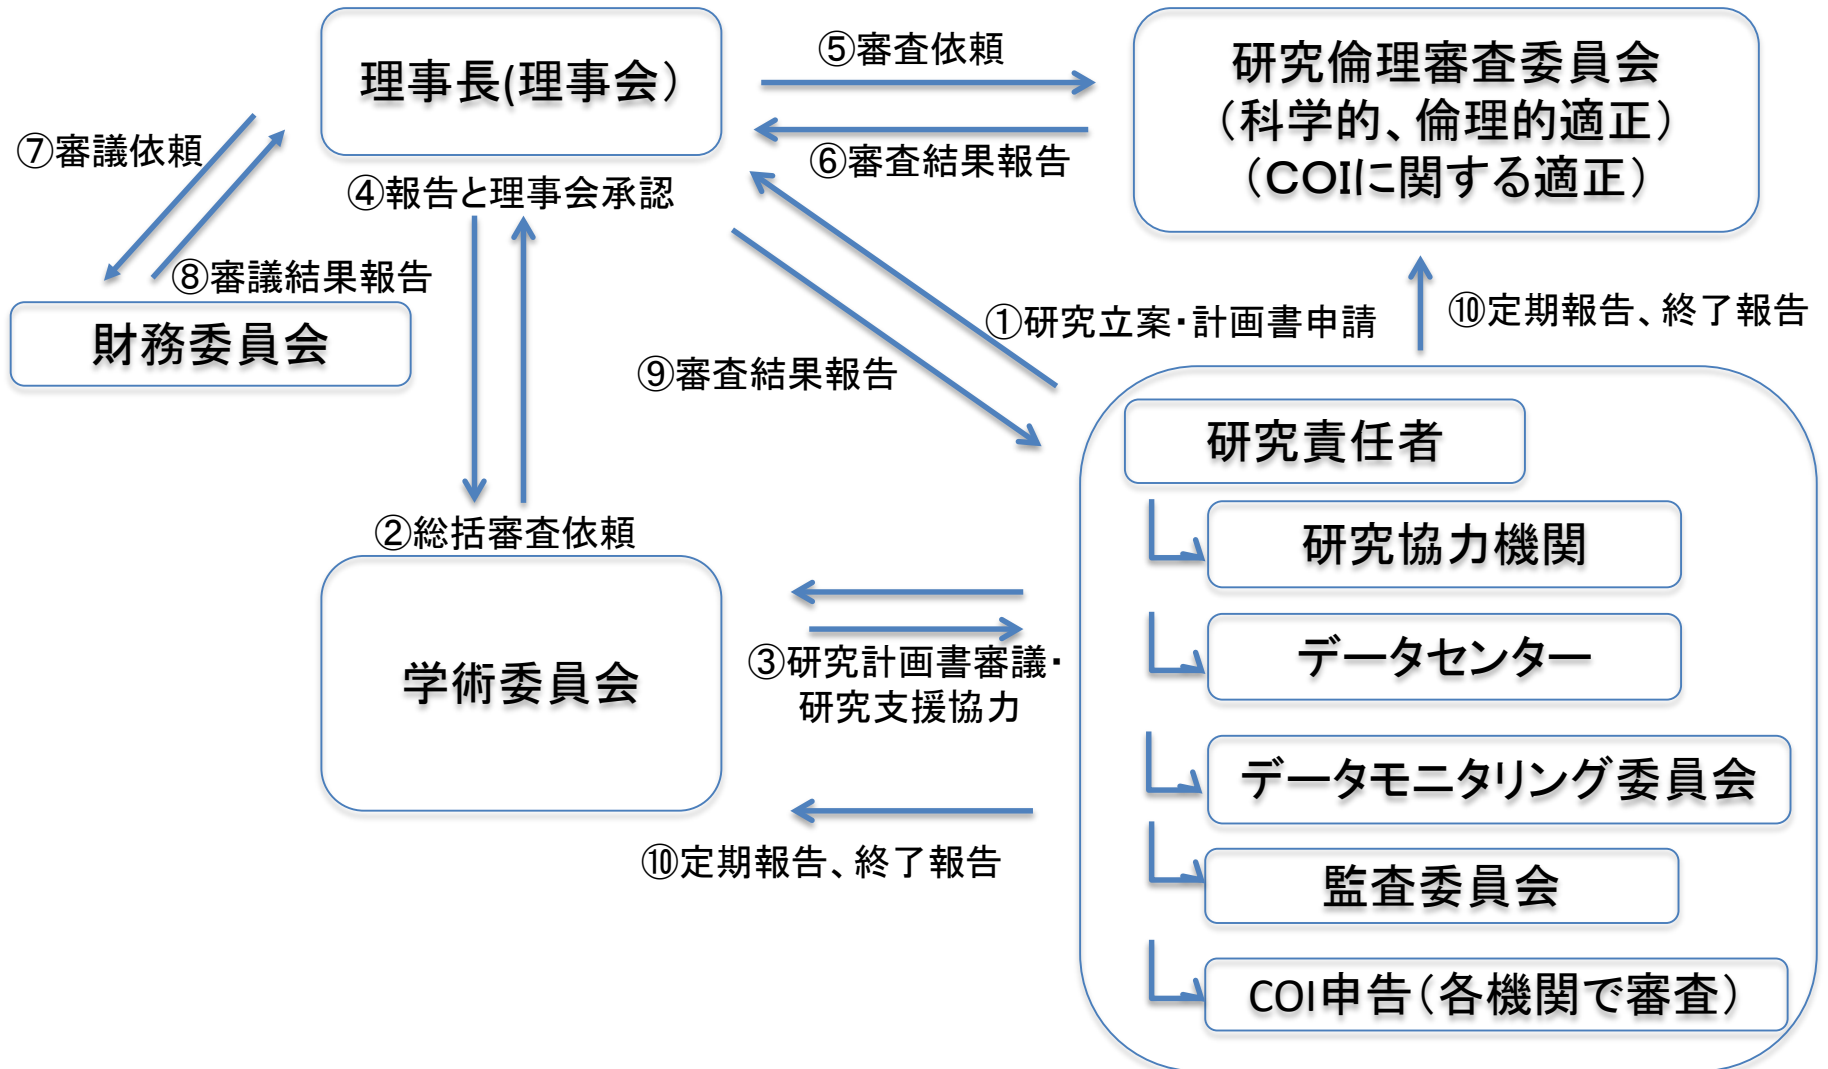 理事長(理事会）
⑤審査依頼
研究倫理審査委員会
（科学的、倫理的適正）
（COIに関する適正）
⑦審議依頼
⑥審査結果報告
④報告と理事会承認
⑧審議結果報告
財務委員会
①研究立案・計画書申請
⑩定期報告、終了報告
⑨審査結果報告
研究責任者
②総括審査依頼
研究協力機関
学術委員会
③研究計画書審議・
研究支援協力
データセンター
データモニタリング委員会
⑩定期報告、終了報告
監査委員会
COI申告（各機関で審査）